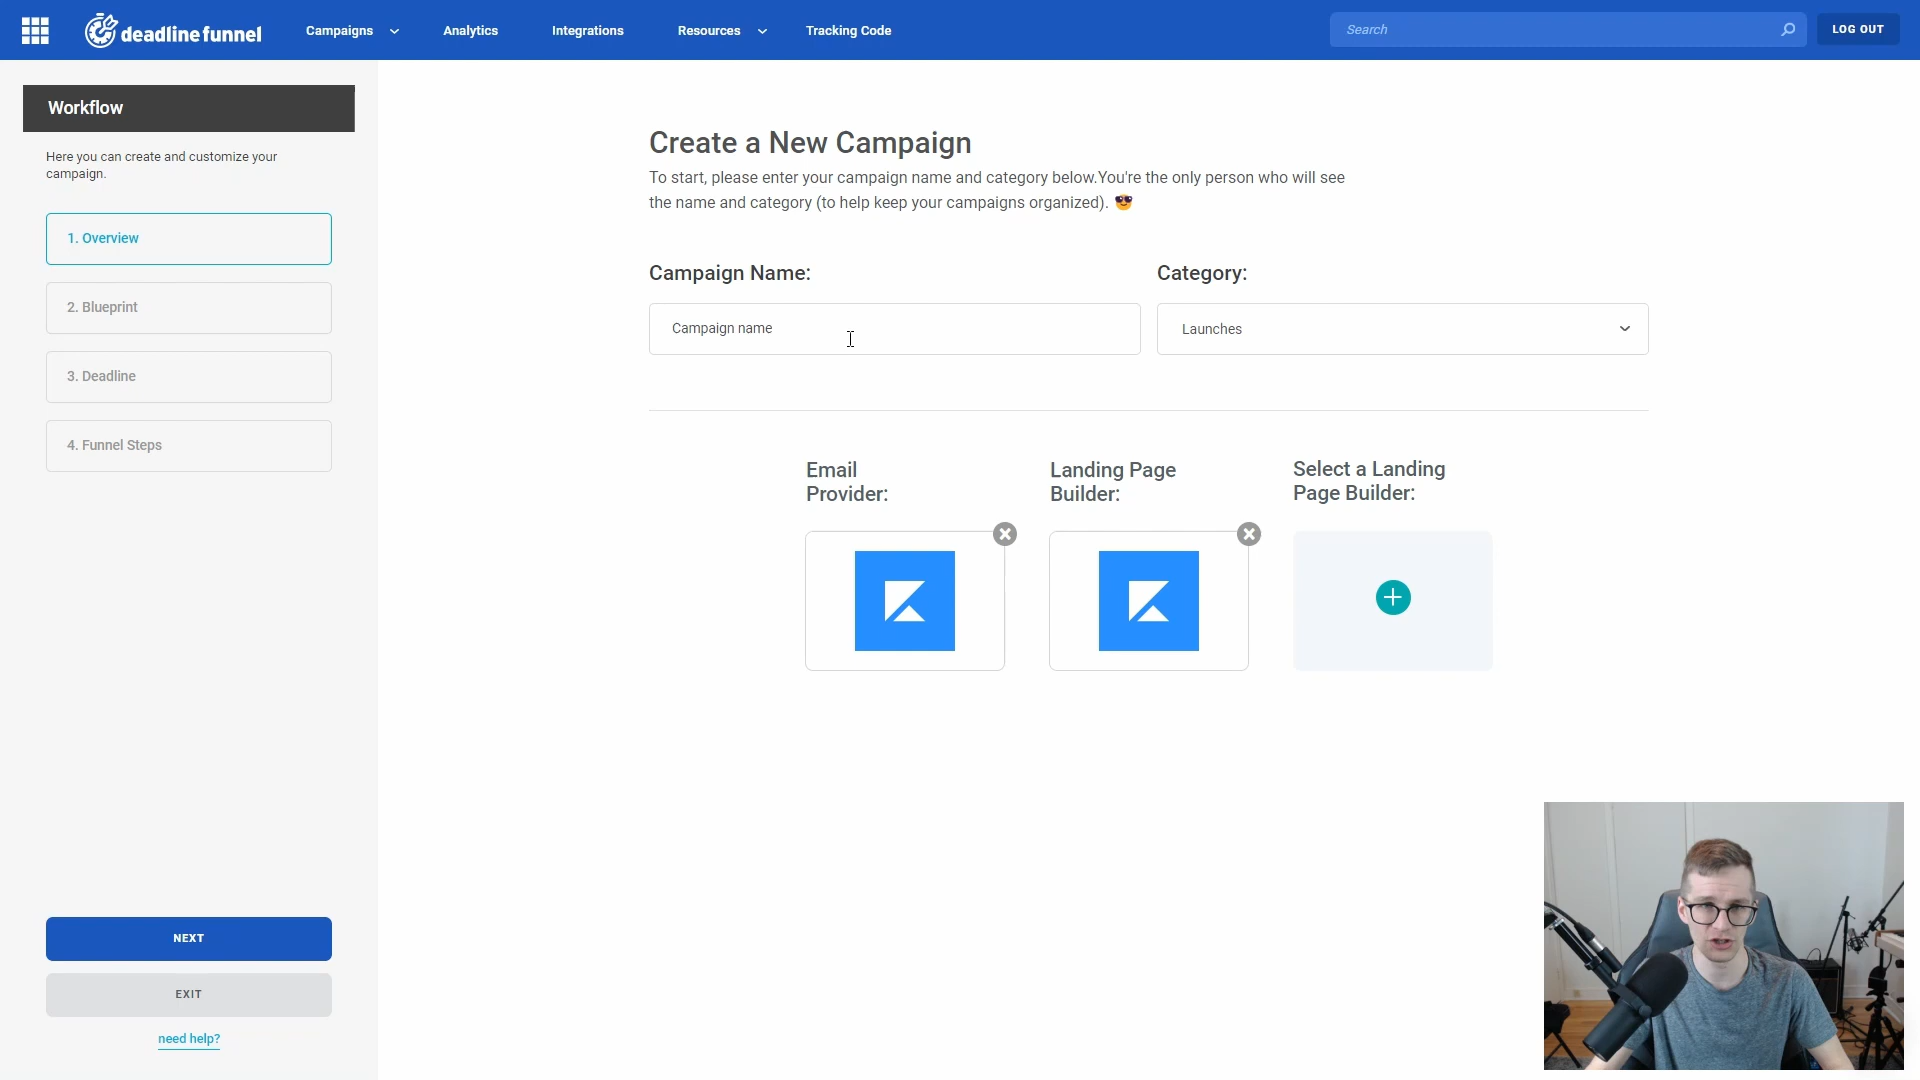 deadline funnel
Campaigns
Analytics
Integrations
Resources
Tracking Code
Search
LOG OUT
Workflow
Here you can create and customize your
campaign.
1. Overview
2. Blueprint
3. Deadline
4. Funnel Steps
NEXT
EXIT
need help?
Create a New Campaign
To start, please enter your campaign name and category below.You're the only person who will see
the name and category (to help keep your campaigns organized). 😎
Campaign Name:
Campaign name
Category:
Launches
Email
Provider:
Landing Page
Builder:
Select a Landing
Page Builder: